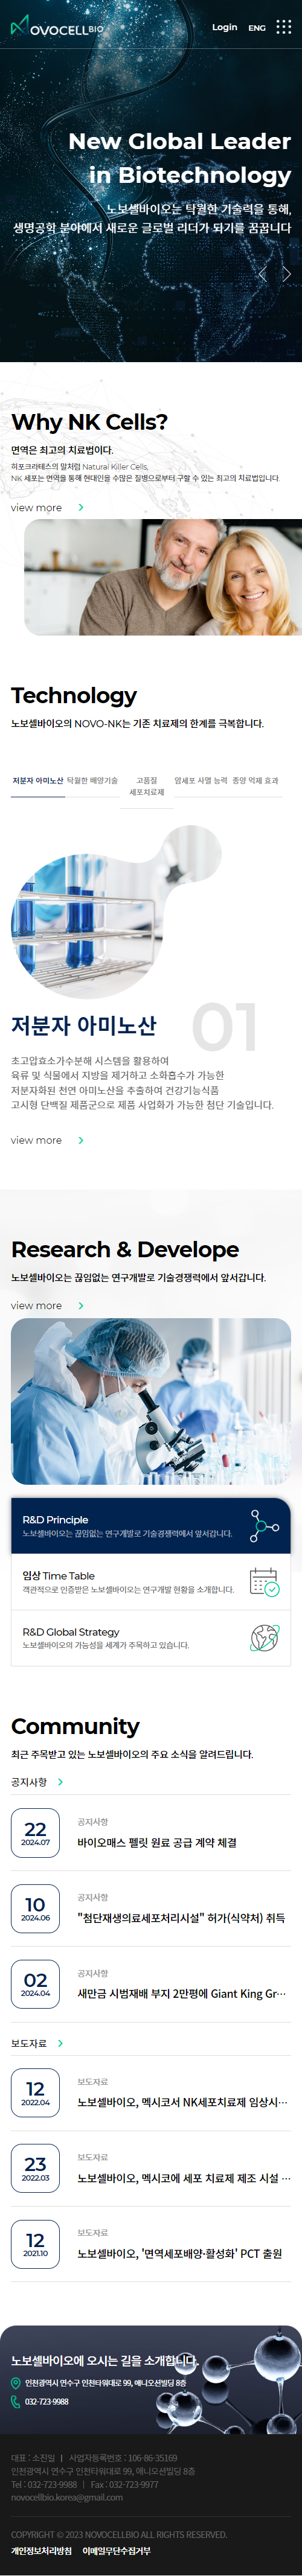 NOVOCELLBIO
Login ENG
New Global Leader
in Biotechnology
노보셀바이오는 탁월한 기술력을 통해,
생명공학 분야에서 새로운 글로벌 리더가 되기를 꿈꿉니다
Why NK Cells?
면역은 최고의 치료법이다.
히포크라테스의 말처럼 Natural Killer Cells,
NK 세포는 면역을 통해 현대인을 수많은 질병으로부터 구할 수 있는 최고의 치료법입니다.
view more
Technology
노보셀바이오의 NOVO-NK는 기존 치료제의 한계를 극복합니다.
저분자 아미노산 탁월한 배양기술 고품질 암세포 사멸 능력 종양 억제 효과
세포치료제
01
저분자 아미노산
초고압효소가수분해 시스템을 활용하여
육류 및 식물에서 지방을 제거하고 소화흡수가 가능한
저분자화된 천연 아미노산을 추출하여 건강기능식품
고시형 단백질 제품군으로 제품 사업화가 가능한 첨단 기술입니다.
view more
Research & Develope
노보셀바이오는 끊임없는 연구개발로 기술경쟁력에서 앞서갑니다.
view more
R&D Principle
노보셀바이오는 끊임없는 연구개발로 기술경쟁력에서 앞서갑니다.
임상 Time Table
객관적으로 인증받은 노보셀바이오는 연구개발 현황을 소개합니다.
R&D Global Strategy
노보셀바이오의 가능성을 세계가 주목하고 있습니다.
Community
최근 주목받고 있는 노보셀바이오의 주요 소식을 알려드립니다.
공지사항
22
2024.07
공지사항
바이오매스 펠릿 원료 공급 계약 체결
10
2024.06
공지사항
"첨단재생의료세포처리시설" 허가(식약처) 취득
02
2024.04
공지사항
새만금 시범재배 부지 2만평에 Giant King Gr…
보도자료
12
2022.04
보도자료
노보셀바이오, 멕시코서 NK세포치료제 임상시…
23
2022.03
보도자료
노보셀바이오, 멕시코에 세포 치료제 제조 시설 …
12
2021.10
보도자료
노보셀바이오, '면역세포배양·활성화' PCT 출원
노보셀바이오에 오시는 길을 소개합니다.
인천광역시 연수구 인천타워대로 99, 애니오션빌딩 8층
032-723-9988
대표 : 소진일 | 사업자등록번호 : 106-86-35169
인천광역시 연수구 인천타워대로 99, 애니오션빌딩 8층
Tel : 032-723-9988 | Fax : 032-723-9977
novocellbio.korea@gmail.com
COPYRIGHT © 2023 NOVOCELLBIO ALL RIGHTS RESERVED.
개인정보처리방침 이메일무단수집거부